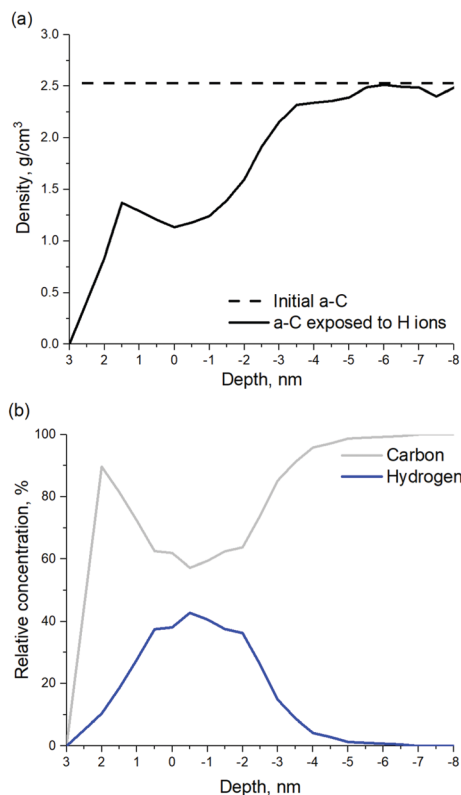 (a)
3.0
2.5
2.0
1.5
1.0
0.5
0.0
Density, g/cm³
Initial a-C
a-C exposed to H ions
3 2 1 0 -1 -2 -3 -4 -5 -6 -7 -8
Depth, nm
(b)
100
80
60
40
20
0
Relative concentration, %
Carbon
Hydrogen
3 2 1 0 -1 -2 -3 -4 -5 -6 -7 -8
Depth, nm